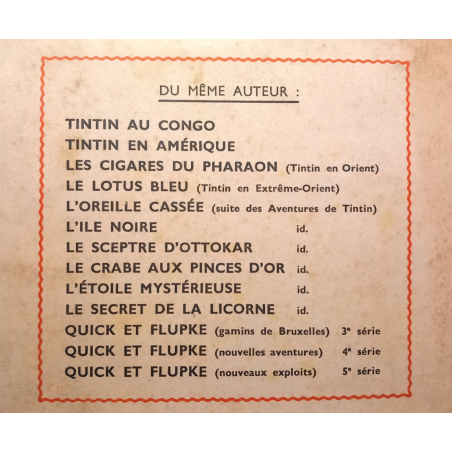 DU MÊME AUTEUR :
TINTIN AU CONGO
TINTIN EN AMÉRIQUE
LES CIGARES DU PHARAON (Tintin en Orient)
LE LOTUS BLEU (Tintin en Extrême-Orient)
L'OREILLE CASSÉE (suite des Aventures de Tintin)
L'ILE NOIRE id.
LE SCEPTRE D'OTTOKAR id.
LE CRABE AUX PINCES D'OR id.
L'ÉTOILE MYSTÉRIEUSE id.
LE SECRET DE LA LICORNE id.
QUICK ET FLUPKE (gamins de Bruxelles) 3e série
QUICK ET FLUPKE (nouvelles aventures) 4e série
QUICK ET FLUPKE (nouveaux exploits) 5e série